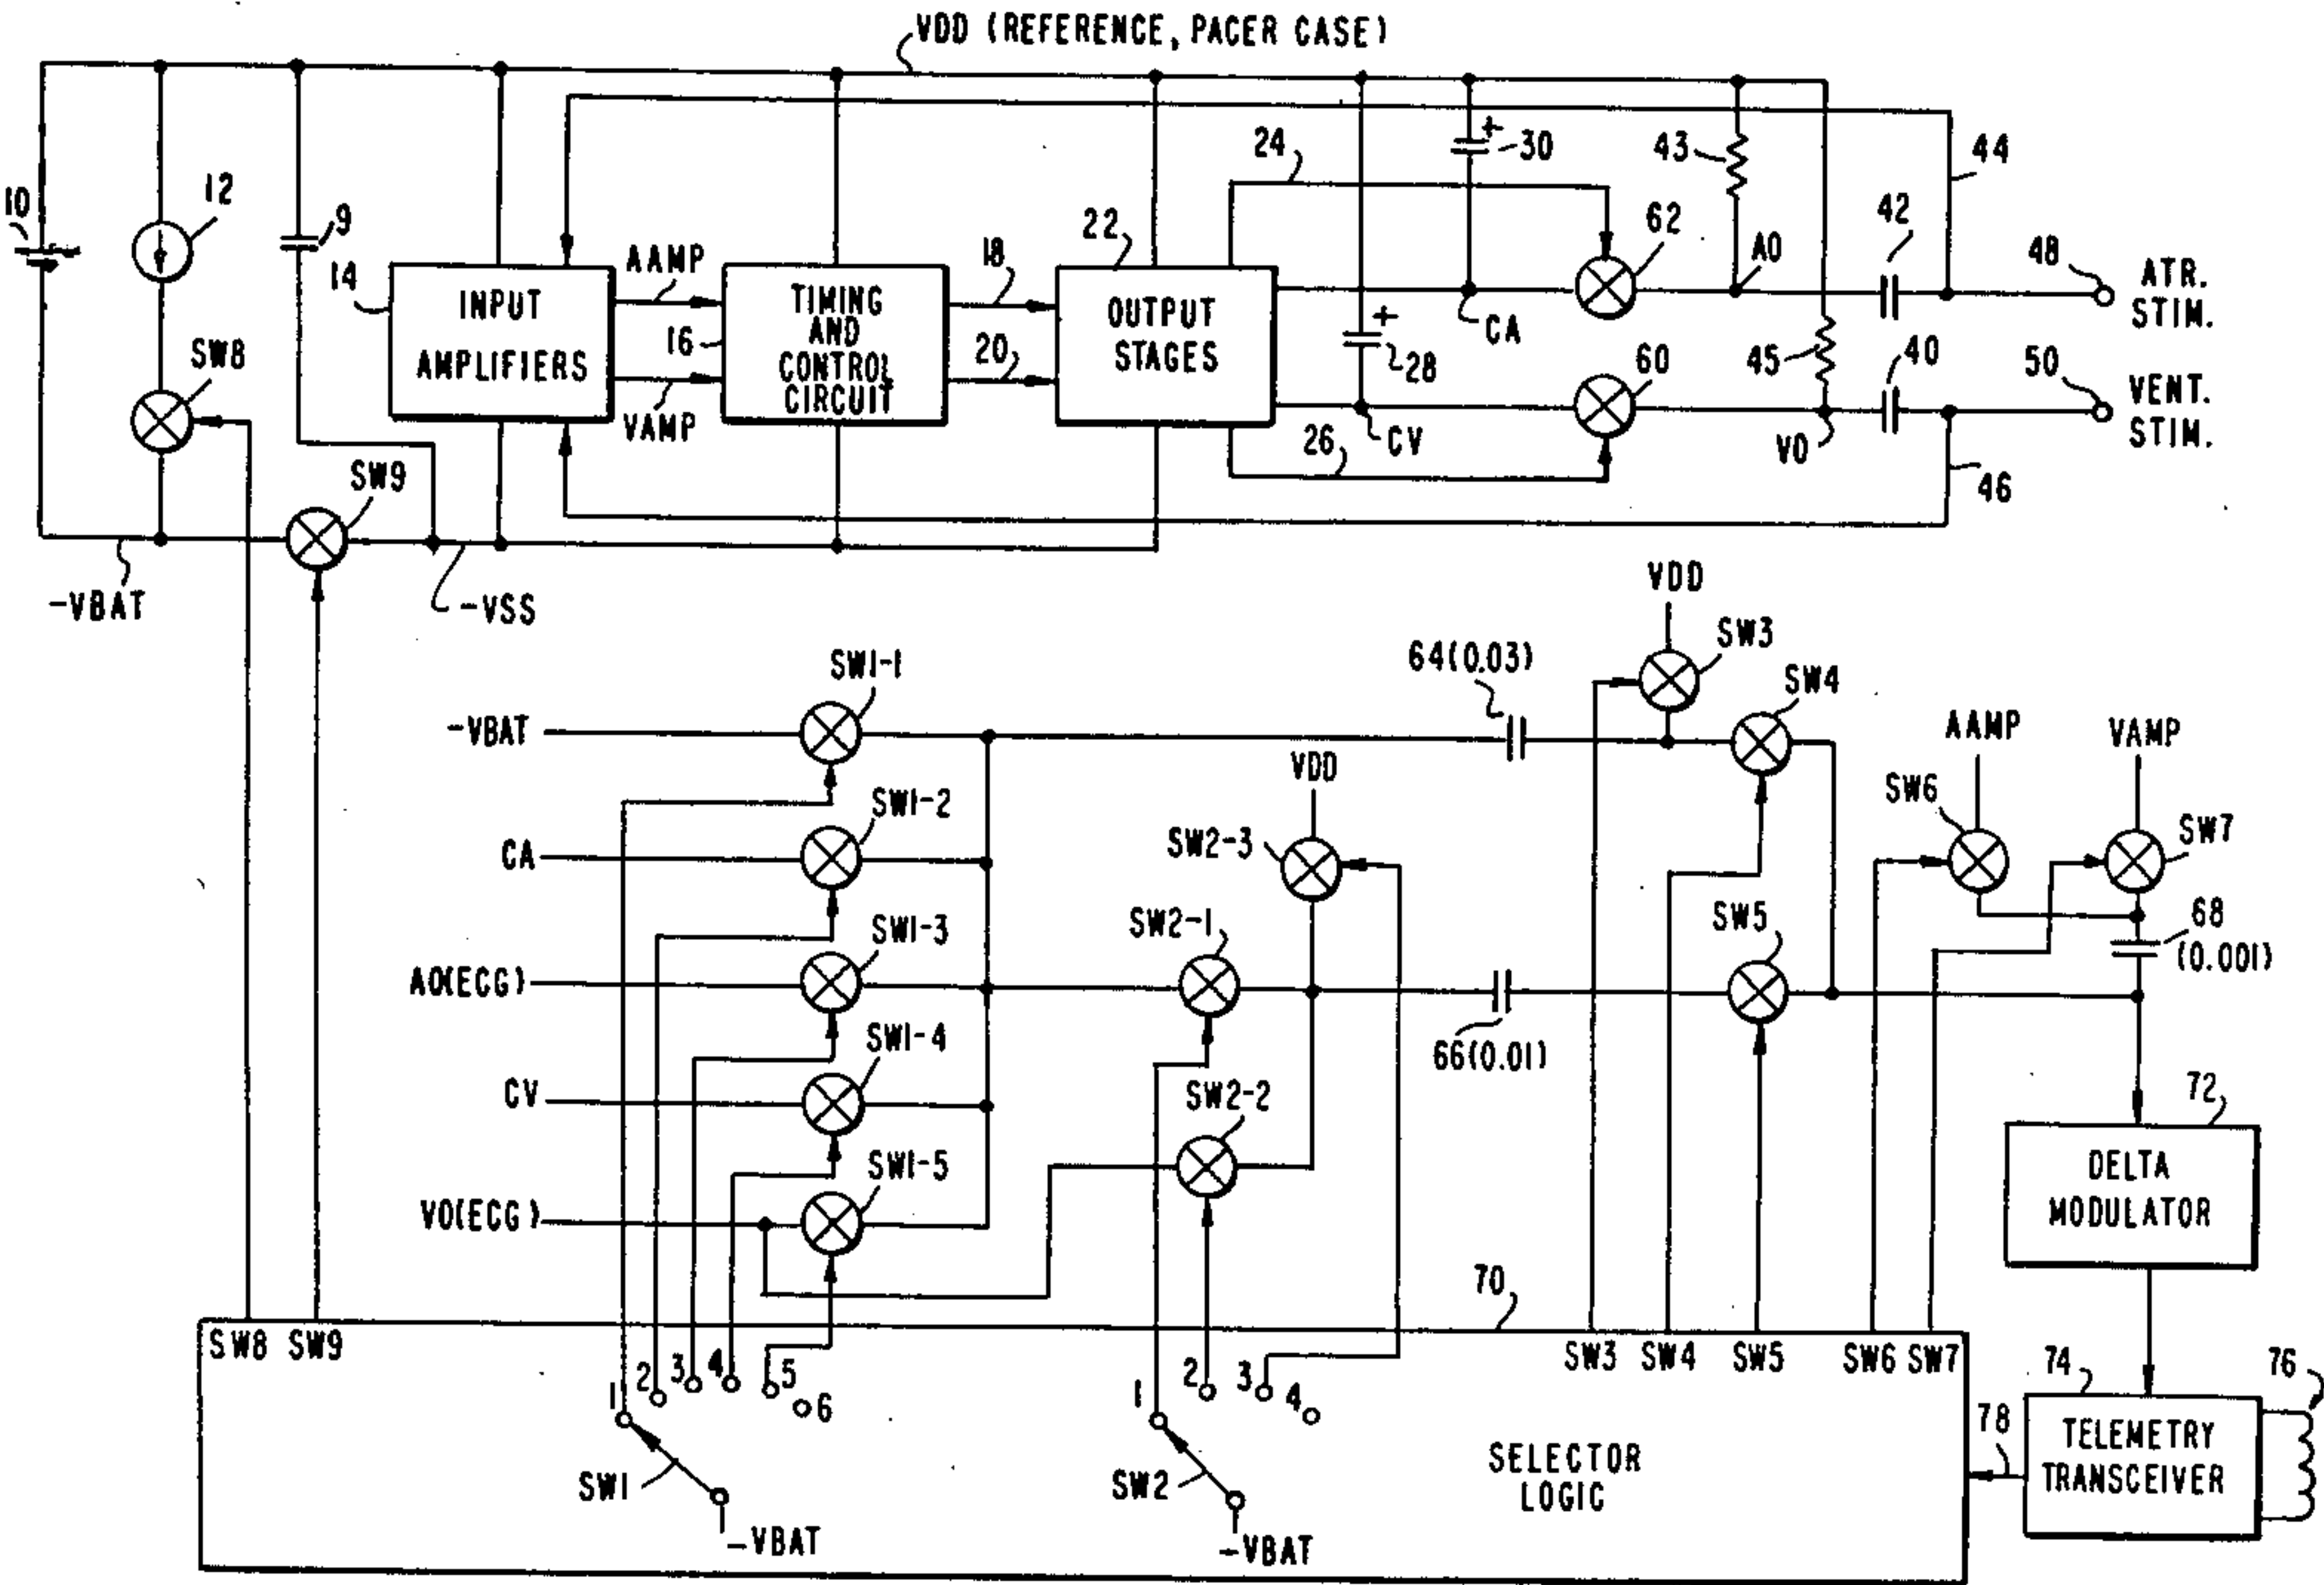 VDD (REFERENCE, PACER CASE)
10
12
9
14
INPUT
AMPLIFIERS
AAMP
VAMP
16
TIMING
AND
CONTROL
CIRCUIT
18
20
22
OUTPUT
STAGES
24
26
28
30
CA
CV
62
60
43
45
AO
VO
42
40
44
46
48
ATR.
STIM.
50
VENT.
STIM.
SW8
SW9
-VBAT
-VSS
-VBAT
SW1-1
CA
SW1-2
AO(ECG)
SW1-3
CV
SW1-4
VO(ECG)
SW1-5
SW2-1
SW2-2
SW2-3
VDD
64(0.03)
66(0.01)
VDD
SW3
SW4
SW5
AAMP
VAMP
SW6
SW7
68
(0.001)
72
DELTA
MODULATOR
70
SW8 SW9
SW3 SW4 SW5 SW6 SW7
1 2 3 4 5 6
SW1
-VBAT
1 2 3 4
SW2
-VBAT
SELECTOR
LOGIC
78
74
TELEMETRY
TRANSCEIVER
76